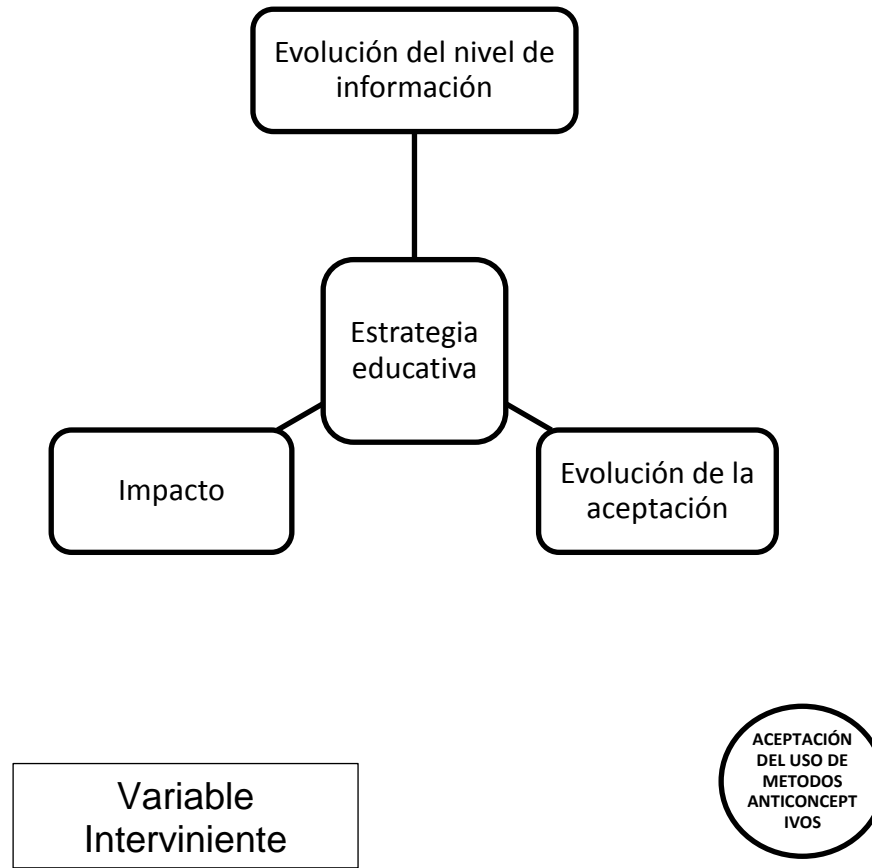 Evolución del nivel de
información
Estrategia
educativa
Impacto
Evolución de la
aceptación
Variable
Interviniente
ACEPTACIÓN
DEL USO DE
METODOS
ANTICONCEPT
IVOS